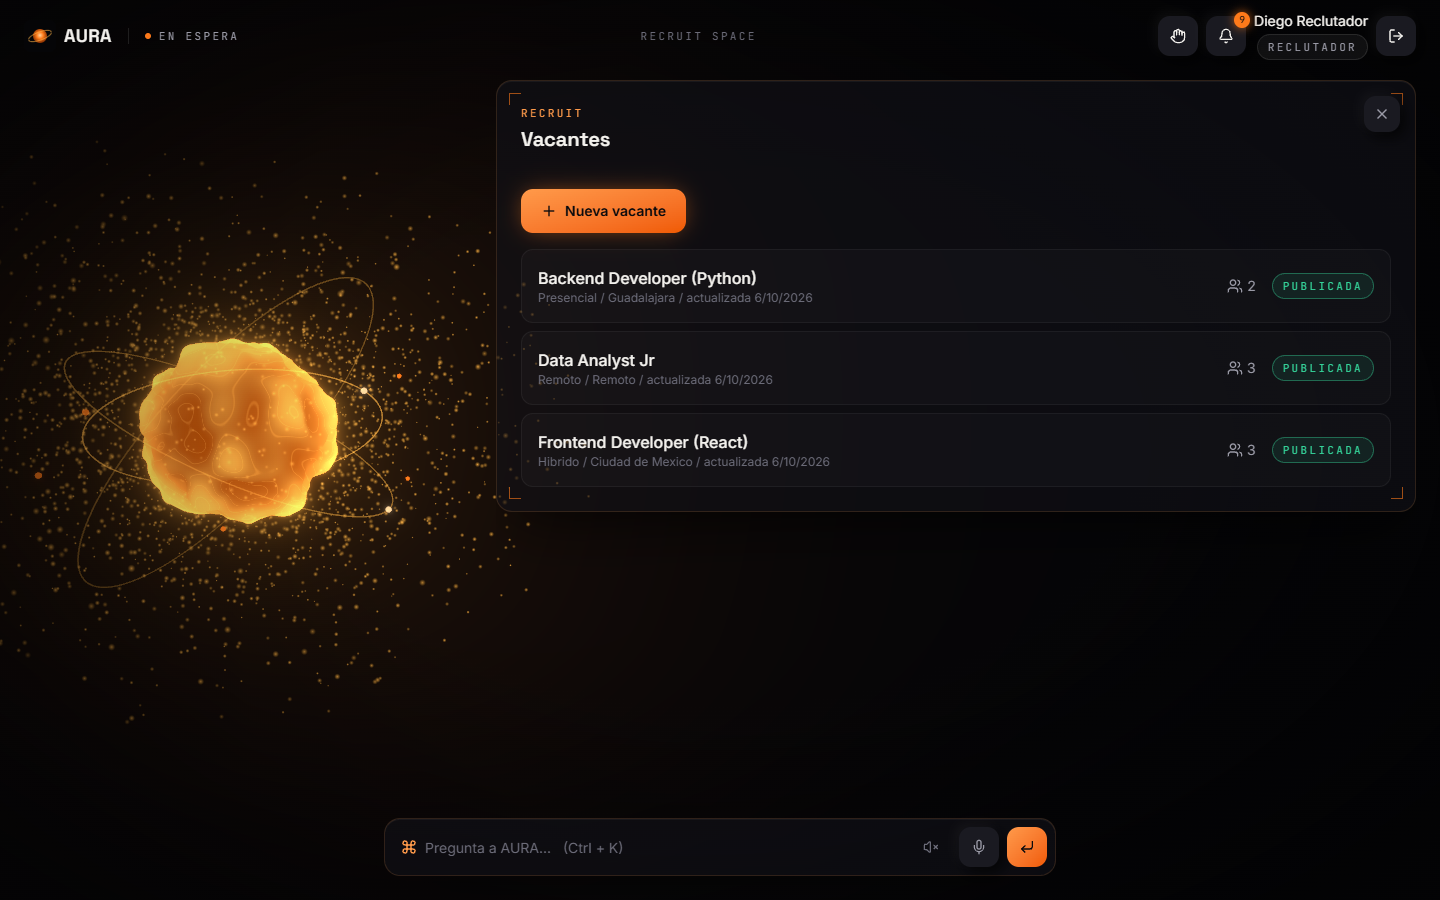 AURA
EN ESPERA
RECRUIT SPACE
9
Diego Reclutador
RECLUTADOR
RECRUIT
Vacantes
Nueva vacante
Backend Developer (Python)
Presencial / Guadalajara / actualizada 6/10/2026
2
PUBLICADA
Data Analyst Jr
Remoto / Remoto / actualizada 6/10/2026
3
PUBLICADA
Frontend Developer (React)
Hibrido / Ciudad de Mexico / actualizada 6/10/2026
3
PUBLICADA
⌘ Pregunta a AURA... (Ctrl + K)